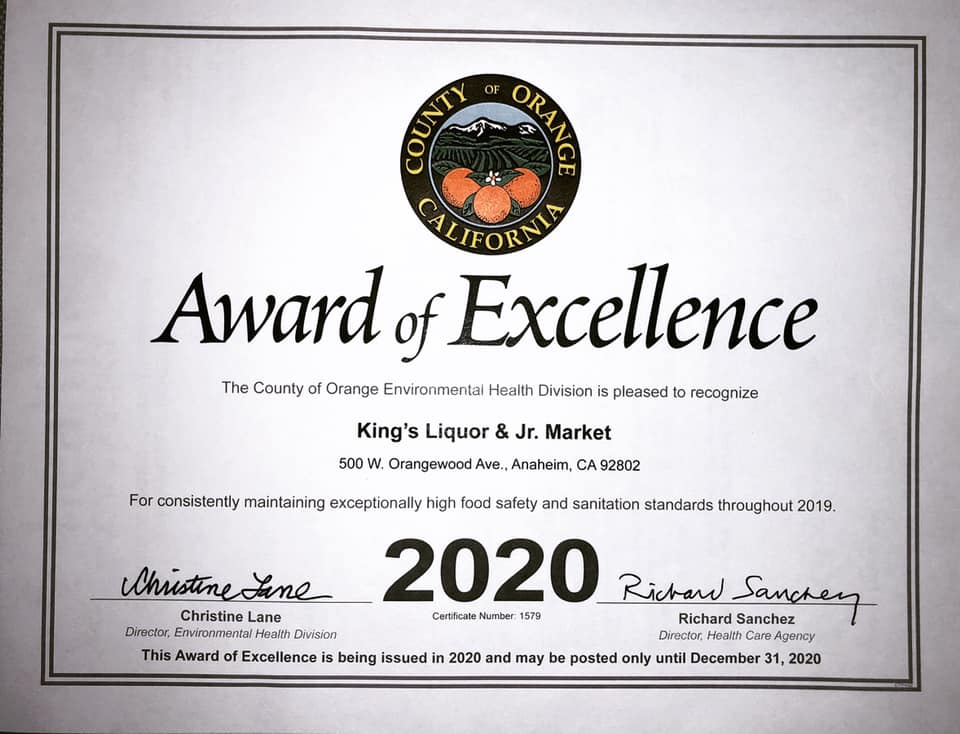 COUNTY OF ORANGE
CALIFORNIA
Award of Excellence
The County of Orange Environmental Health Division is pleased to recognize
King's Liquor & Jr. Market
500 W. Orangewood Ave., Anaheim, CA 92802
For consistently maintaining exceptionally high food safety and sanitation standards throughout 2019.
2020
Christine Lane
Richard Sanchez
Certificate Number: 1579
Christine Lane
Richard Sanchez
Director, Environmental Health Division
Director, Health Care Agency
This Award of Excellence is being issued in 2020 and may be posted only until December 31, 2020